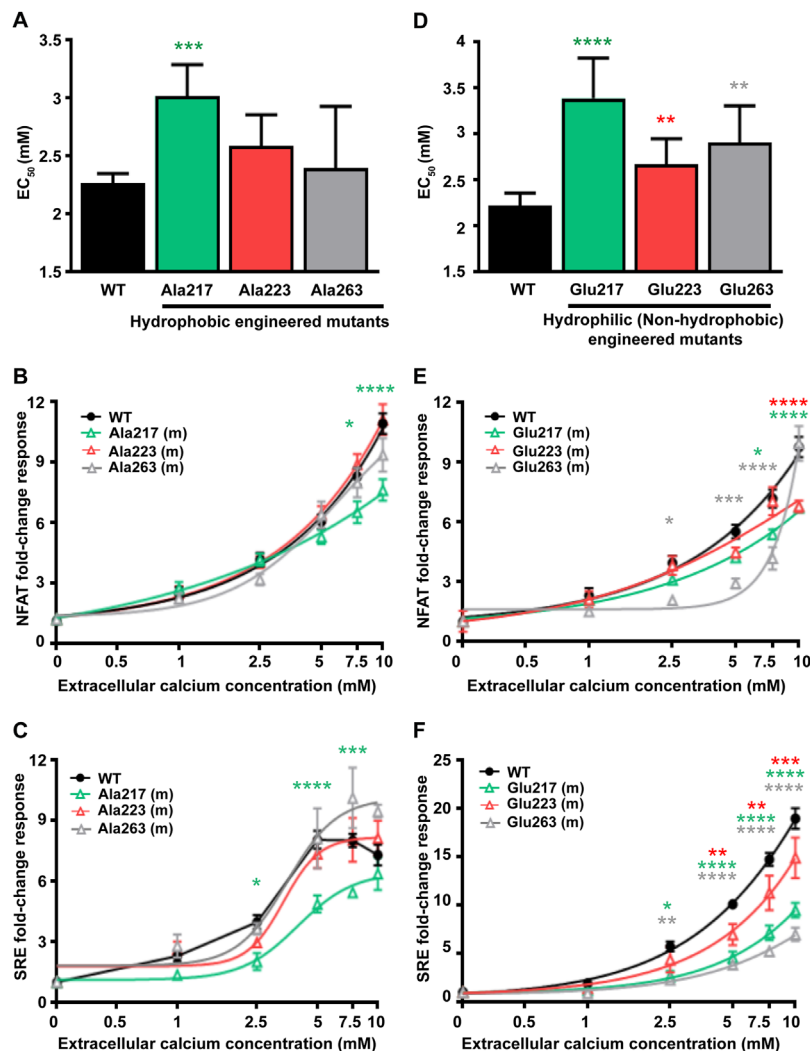 A
***
EC50 (mM)
3.5
3
2.5
2
1.5
WT
Ala217
Ala223
Ala263
Hydrophobic engineered mutants
D
****
**
**
EC50 (mM)
4
3.5
3
2.5
2
1.5
WT
Glu217
Glu223
Glu263
Hydrophilic (Non-hydrophobic)
engineered mutants
B
WT
Ala217 (m)
Ala223 (m)
Ala263 (m)
*
****
NFAT fold-change response
12
9
6
3
0
0
0.5
1
2.5
5
7.5
10
Extracellular calcium concentration (mM)
E
WT
Glu217 (m)
Glu223 (m)
Glu263 (m)
*
***
*
****
****
****
NFAT fold-change response
12
9
6
3
0
0
0.5
1
2.5
5
7.5
10
Extracellular calcium concentration (mM)
C
WT
Ala217 (m)
Ala223 (m)
Ala263 (m)
*
****
***
SRE fold-change response
12
9
6
3
0
0
0.5
1
2.5
5
7.5
10
Extracellular calcium concentration (mM)
F
WT
Glu217 (m)
Glu223 (m)
Glu263 (m)
*
**
**
****
****
**
****
****
***
****
****
SRE fold-change response
25
20
15
10
5
0
0
0.5
1
2.5
5
7.5
10
Extracellular calcium concentration (mM)